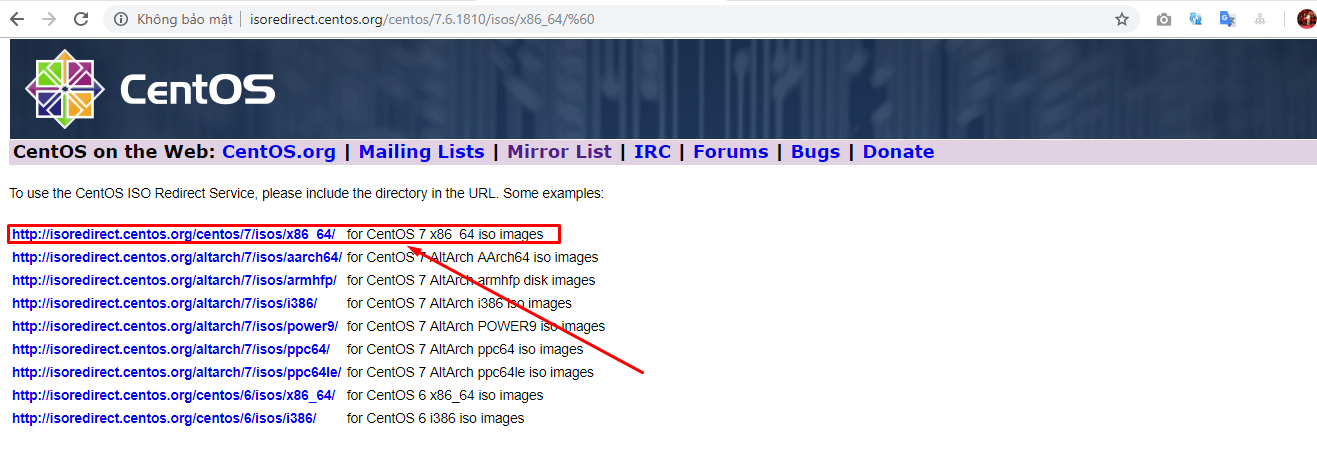 Không bảo mật | isoredirect.centos.org/centos/7.6.1810/isos/x86_64/%60
CentOS
CentOS on the Web: CentOS.org | Mailing Lists | Mirror List | IRC | Forums | Bugs | Donate
To use the CentOS ISO Redirect Service, please include the directory in the URL. Some examples:
http://isoredirect.centos.org/centos/7/isos/x86_64/ for CentOS 7 x86_64 iso images
http://isoredirect.centos.org/altarch/7/isos/aarch64/ for CentOS 7 AltArch AArch64 iso images
http://isoredirect.centos.org/altarch/7/isos/armhfp/ for CentOS 7 AltArch armhfp disk images
http://isoredirect.centos.org/altarch/7/isos/i386/ for CentOS 7 AltArch i386 iso images
http://isoredirect.centos.org/altarch/7/isos/power9/ for CentOS 7 AltArch POWER9 iso images
http://isoredirect.centos.org/altarch/7/isos/ppc64/ for CentOS 7 AltArch ppc64 iso images
http://isoredirect.centos.org/altarch/7/isos/ppc64le/ for CentOS 7 AltArch ppc64le iso images
http://isoredirect.centos.org/centos/6/isos/x86_64/ for CentOS 6 x86_64 iso images
http://isoredirect.centos.org/centos/6/isos/i386/ for CentOS 6 i386 iso images